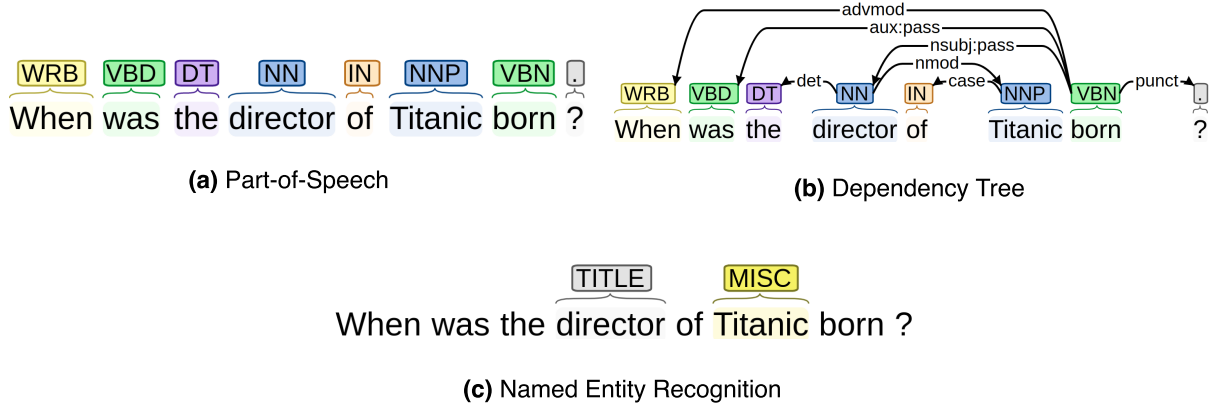 WRB VBD DT NN IN NNP VBN .
When was the director of Titanic born ?
(a) Part-of-Speech
advmod
aux:pass
nsubj:pass
nmod
det case punct
WRB VBD DT NN IN NNP VBN .
When was the director of Titanic born ?
(b) Dependency Tree
TITLE MISC
When was the director of Titanic born ?
(c) Named Entity Recognition